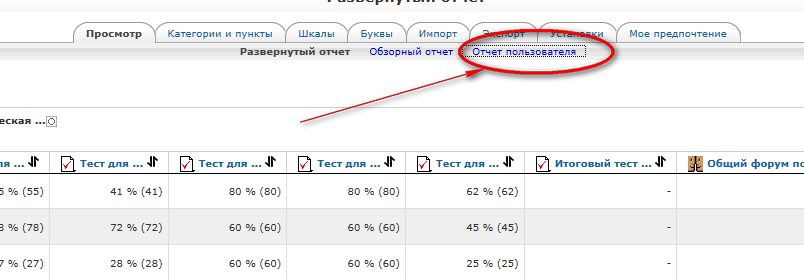 Развернутый отчет
Просмотр Категории и пункты Шкалы Буквы Импорт Экспорт Установки Мое предпочтение
Развернутый отчет Обзорный отчет Отчет пользователя
еская ...
для ... Тест для ... Тест для ... Тест для ... Тест для ... Итоговый тест ... Общий форум по
5 % (55) 41 % (41) 80 % (80) 80 % (80) 62 % (62) -
8 % (78) 72 % (72) 60 % (60) 60 % (60) 45 % (45) -
7 % (27) 28 % (28) 60 % (60) 60 % (60) 25 % (25) -